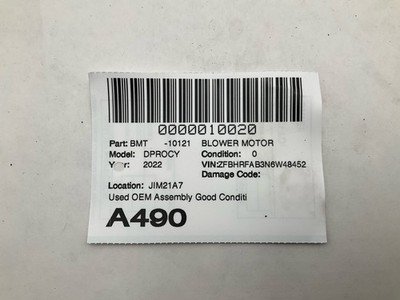 0000010020
Part: BMT -10121 BLOWER MOTOR
Model: DPROCY Condition: 0
Year: 2022 VIN:ZFBHRFAB3N6W48452
Damage Code:
Location: JIM21A7
Used OEM Assembly Good Conditi
A490